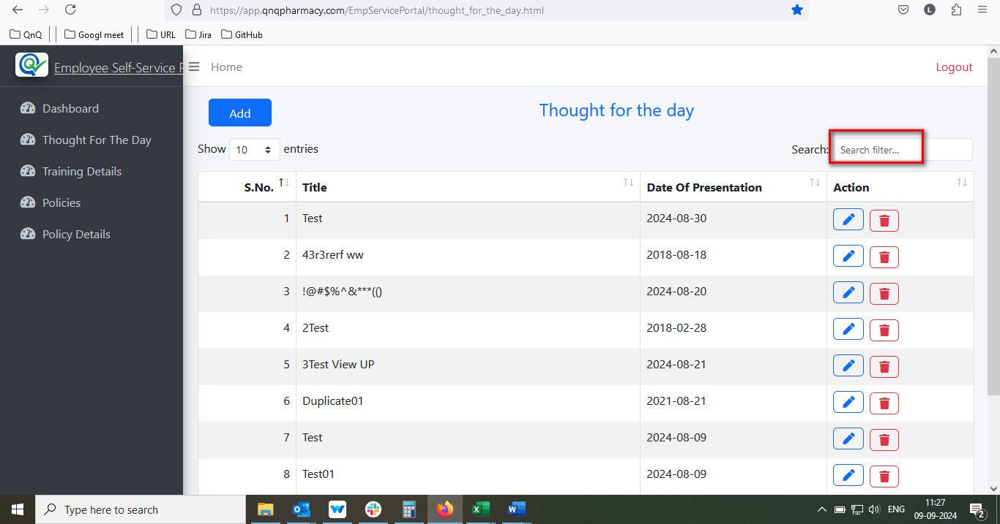 https://app.qnqpharmacy.com/EmpServicePortal/thought_for_the_day.html
L
QnQ Googl meet URL Jira GitHub
Employee Self-Service P
Home
Logout
Dashboard
Thought For The Day
Training Details
Policies
Policy Details
Add
Thought for the day
Show 10 entries
Search: Search filter...
S.No. Title Date Of Presentation Action
1 Test 2024-08-30
2 43r3rerf ww 2018-08-18
3 !@#$%^&***(() 2024-08-20
4 2Test 2018-02-28
5 3Test View UP 2024-08-21
6 Duplicate01 2021-08-21
7 Test 2024-08-09
8 Test01 2024-08-09
Type here to search
ENG
11:27
09-09-2024
2